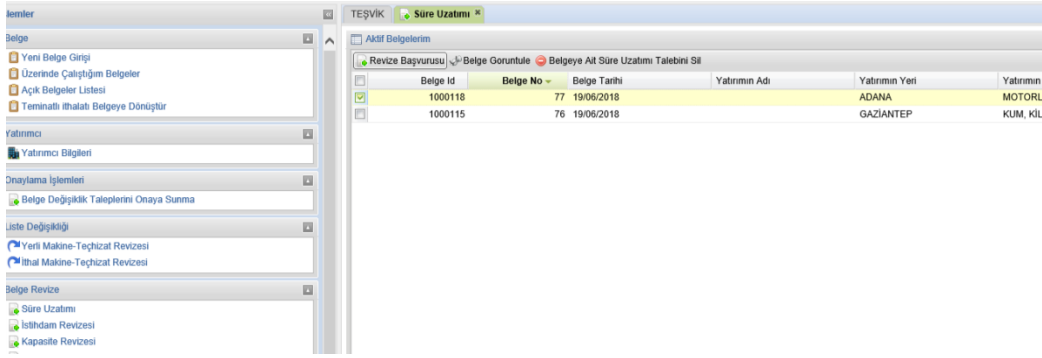 İşlemler
Belge
Yeni Belge Girişi
Üzerinde Çalıştığım Belgeler
Açık Belgeler Listesi
Teminatlı ithalatı Belgeye Dönüştür
Yatırımcı
Yatırımcı Bilgileri
Onaylama İşlemleri
Belge Değişiklik Taleplerini Onaya Sunma
Liste Değişikliği
Yerli Makine-Teçhizat Revizesi
İthal Makine-Teçhizat Revizesi
Belge Revize
Süre Uzatımı
İstihdam Revizesi
Kapasite Revizesi
TEŞVİK Süre Uzatımı
Aktif Belgelerim
Revize Başvurusu Belge Goruntule Belgeye Ait Süre Uzatımı Talebini Sil
Belge Id Belge No Belge Tarihi Yatırımın Adı Yatırımın Yeri Yatırımın
1000118 77 19/06/2018 ADANA MOTORL
1000115 76 19/06/2018 GAZİANTEP KUM, KİL